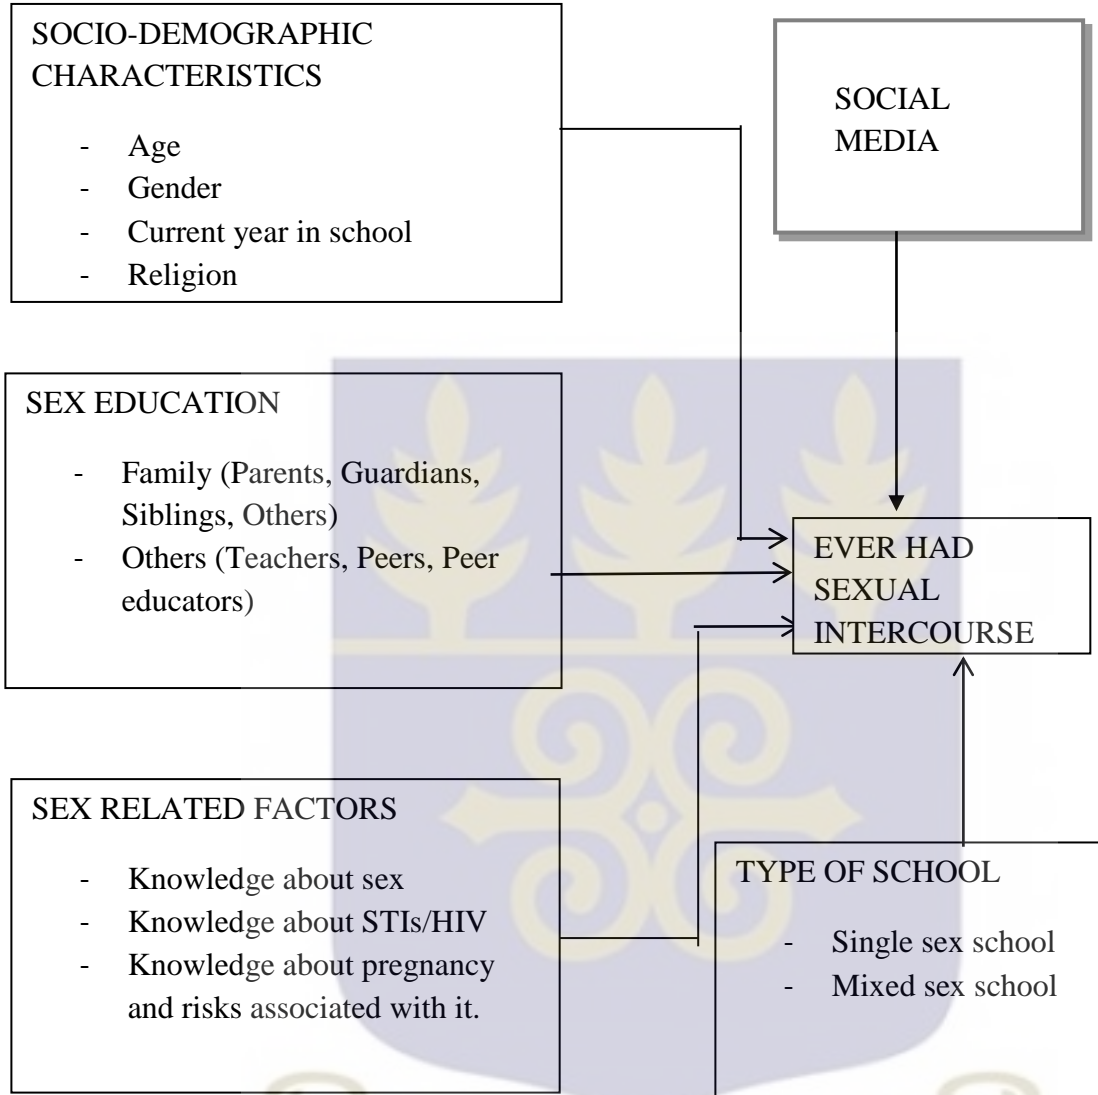 SOCIO-DEMOGRAPHIC
CHARACTERISTICS
- Age
- Gender
- Current year in school
- Religion
SOCIAL
MEDIA
SEX EDUCATION
- Family (Parents, Guardians,
Siblings, Others)
- Others (Teachers, Peers, Peer
educators)
EVER HAD
SEXUAL
INTERCOURSE
SEX RELATED FACTORS
- Knowledge about sex
- Knowledge about STIs/HIV
- Knowledge about pregnancy
and risks associated with it.
TYPE OF SCHOOL
- Single sex school
- Mixed sex school